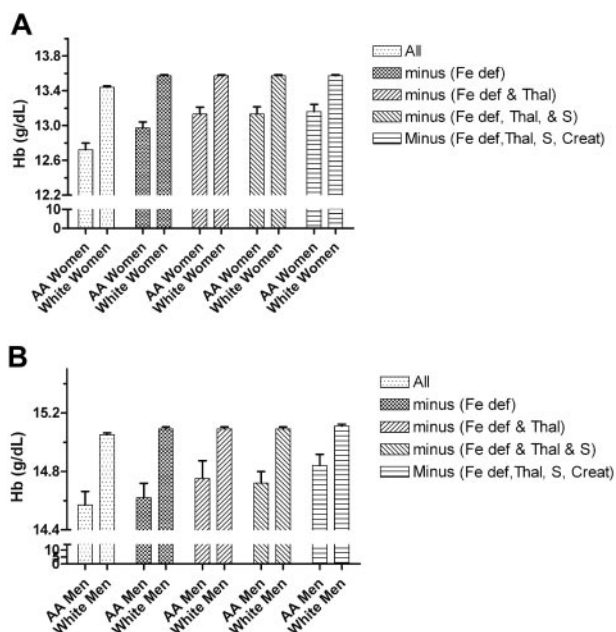 A
Hb (g/dL)
13.8
13.4
13.0
12.6
12.2
10
0
AA Women
White Women
AA Women
White Women
AA Women
White Women
AA Women
White Women
AA Women
White Women
All
minus (Fe def)
minus (Fe def & Thal)
minus (Fe def, Thal, & S)
Minus (Fe def,Thal, S, Creat)
B
Hb (g/dL)
15.2
14.8
14.4
10
5
0
AA Men
White Men
AA Men
White Men
AA Men
White Men
AA Men
White Men
AA Men
White Men
All
minus (Fe def)
minus (Fe def & Thal)
minus (Fe def & Thal & S)
Minus (Fe def,Thal, S, Creat)